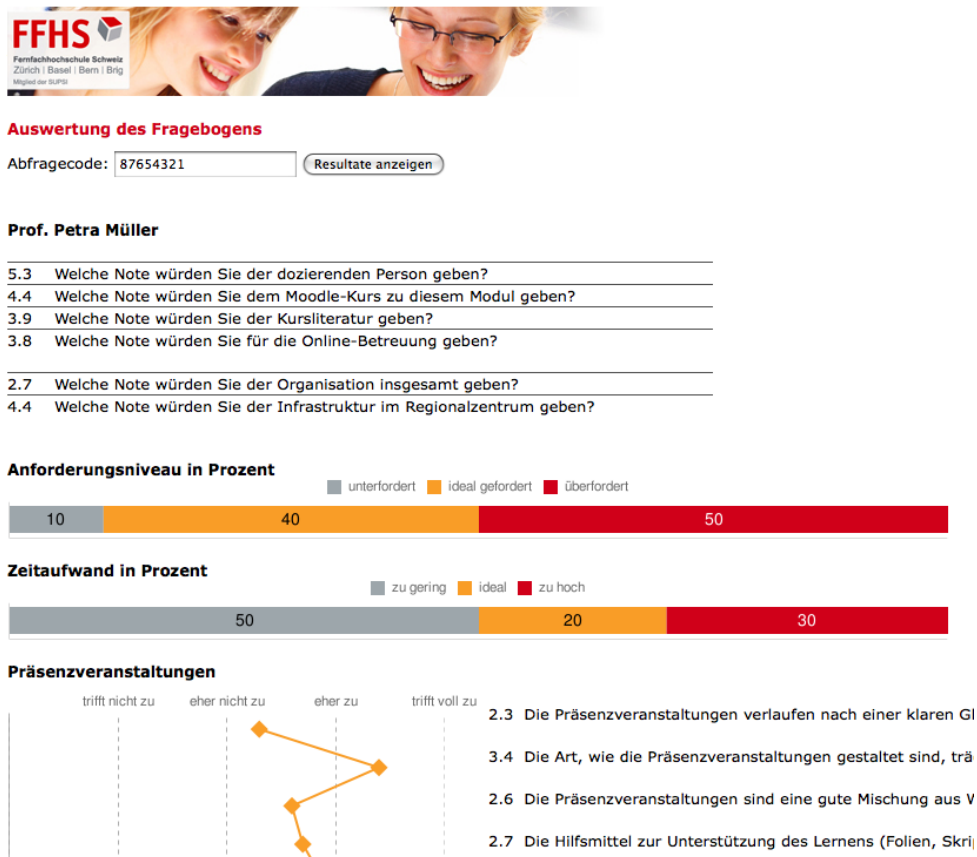 FFHS
Fernfachhochschule Schweiz
Zürich | Basel | Bern | Brig
Mitglied der SUPSI
Auswertung des Fragebogens
Abfragecode: 87654321 Resultate anzeigen
Prof. Petra Müller
5.3 Welche Note würden Sie der dozierenden Person geben?
4.4 Welche Note würden Sie dem Moodle-Kurs zu diesem Modul geben?
3.9 Welche Note würden Sie der Kursliteratur geben?
3.8 Welche Note würden Sie für die Online-Betreuung geben?
2.7 Welche Note würden Sie der Organisation insgesamt geben?
4.4 Welche Note würden Sie der Infrastruktur im Regionalzentrum geben?
Anforderungsniveau in Prozent
unterfordert ideal gefordert überfordert
10 40 50
Zeitaufwand in Prozent
zu gering ideal zu hoch
50 20 30
Präsenzveranstaltungen
trifft nicht zu eher nicht zu eher zu trifft voll zu
2.3 Die Präsenzveranstaltungen verlaufen nach einer klaren
3.4 Die Art, wie die Präsenzveranstaltungen gestaltet sind,
2.6 Die Präsenzveranstaltungen sind eine gute Mischung aus
2.7 Die Hilfsmittel zur Unterstützung des Lernens (Folien,